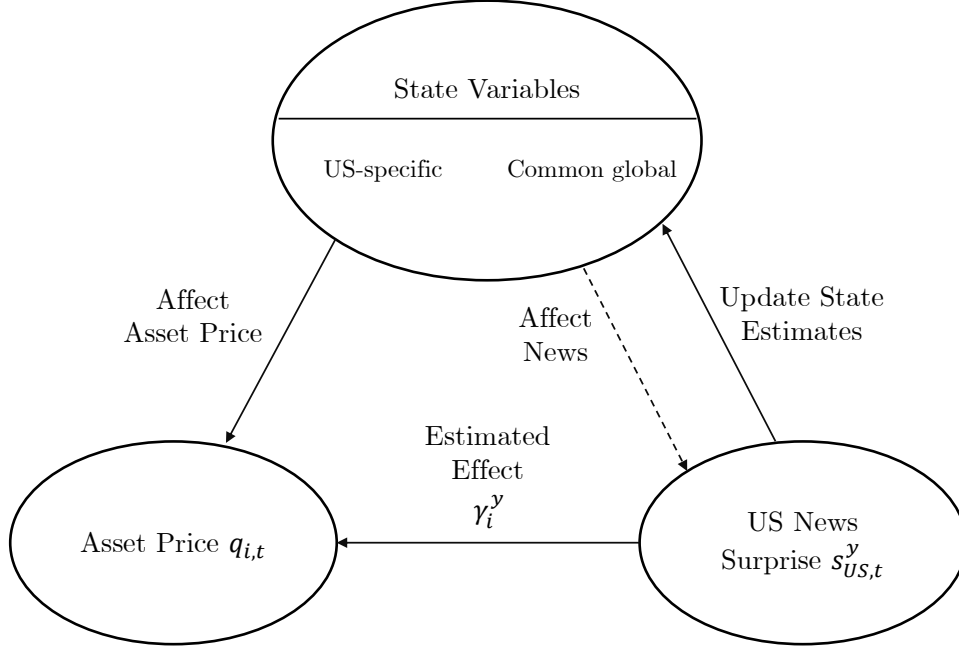 State Variables
US-specific
Common global
Affect
Asset Price
Affect
News
Update State
Estimates
Estimated
Effect
γ_i^y
Asset Price q_{i,t}
US News
Surprise s_{US,t}^y